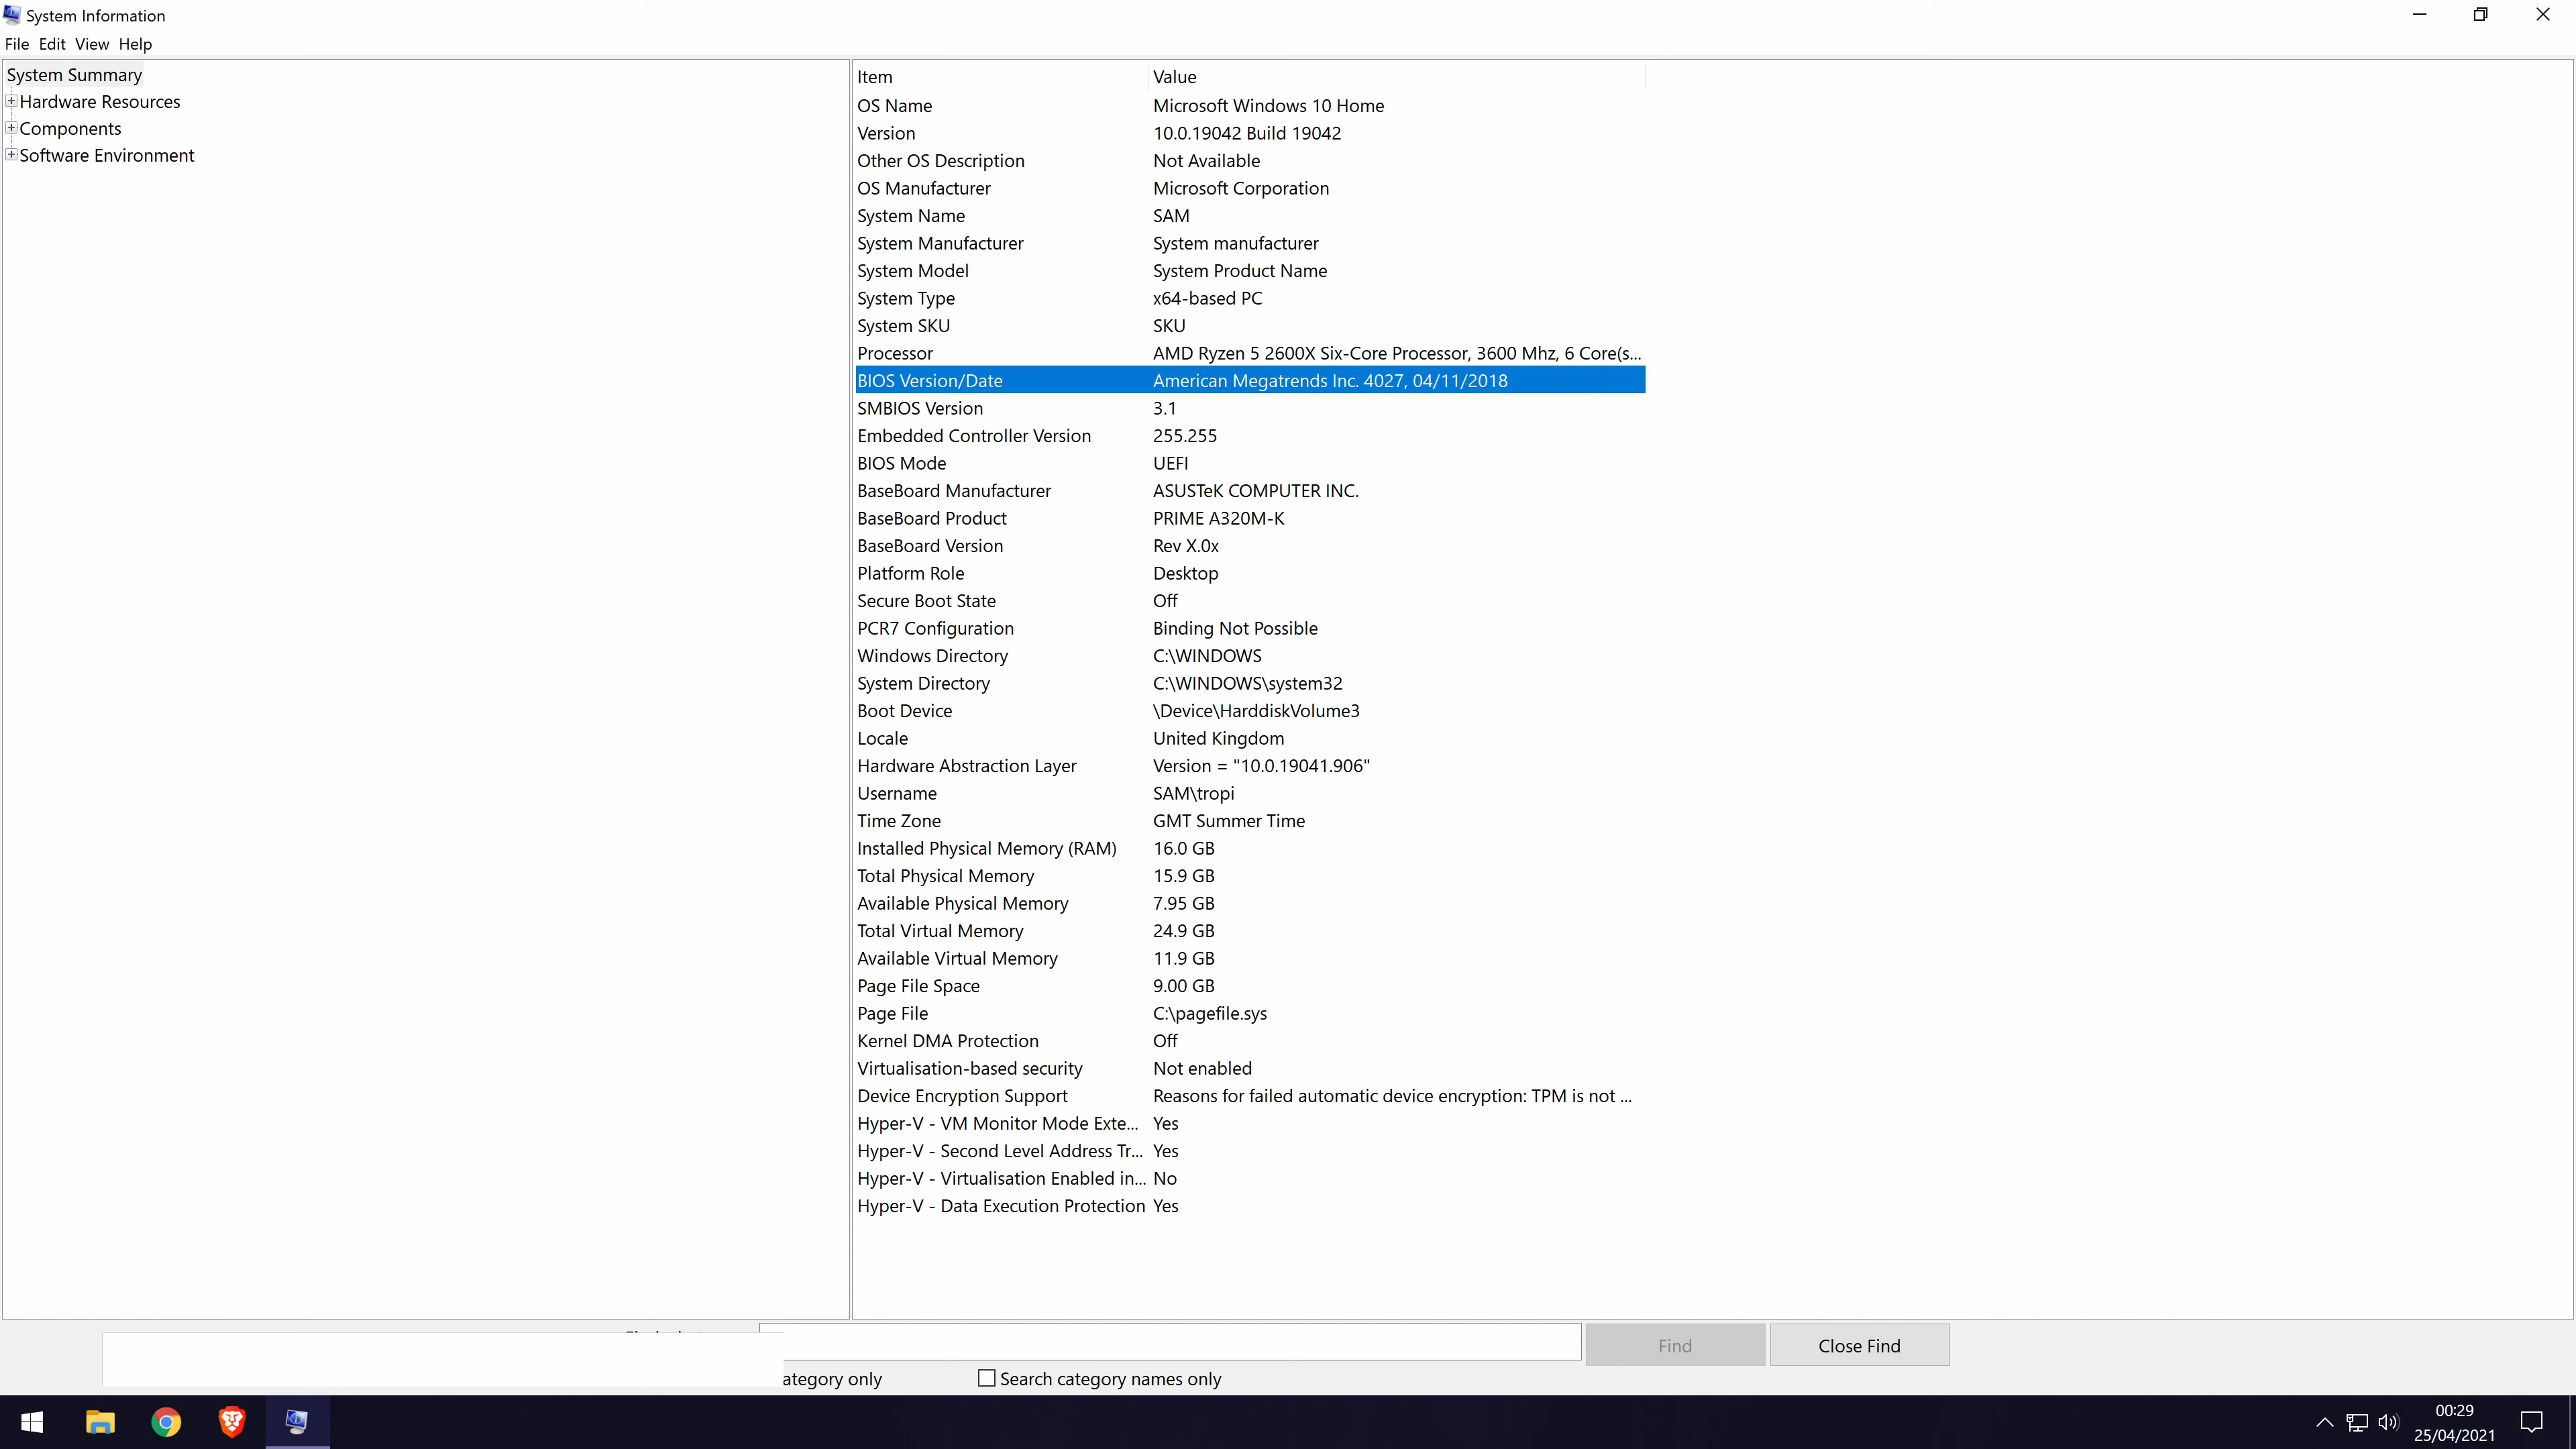 System Information
File Edit View Help
System Summary
Hardware Resources
Components
Software Environment
Item Value
OS Name Microsoft Windows 10 Home
Version 10.0.19042 Build 19042
Other OS Description Not Available
OS Manufacturer Microsoft Corporation
System Name SAM
System Manufacturer System manufacturer
System Model System Product Name
System Type x64-based PC
System SKU SKU
Processor AMD Ryzen 5 2600X Six-Core Processor, 3600 Mhz, 6 Core(s...
BIOS Version/Date American Megatrends Inc. 4027, 04/11/2018
SMBIOS Version 3.1
Embedded Controller Version 255.255
BIOS Mode UEFI
BaseBoard Manufacturer ASUSTeK COMPUTER INC.
BaseBoard Product PRIME A320M-K
BaseBoard Version Rev X.0x
Platform Role Desktop
Secure Boot State Off
PCR7 Configuration Binding Not Possible
Windows Directory C:\WINDOWS
System Directory C:\WINDOWS\system32
Boot Device \Device\HarddiskVolume3
Locale United Kingdom
Hardware Abstraction Layer Version = "10.0.19041.906"
Username SAM\tropi
Time Zone GMT Summer Time
Installed Physical Memory (RAM) 16.0 GB
Total Physical Memory 15.9 GB
Available Physical Memory 7.95 GB
Total Virtual Memory 24.9 GB
Available Virtual Memory 11.9 GB
Page File Space 9.00 GB
Page File C:\pagefile.sys
Kernel DMA Protection Off
Virtualisation-based security Not enabled
Device Encryption Support Reasons for failed automatic device encryption: TPM is not ...
Hyper-V - VM Monitor Mode Exte... Yes
Hyper-V - Second Level Address Tr... Yes
Hyper-V - Virtualisation Enabled in... No
Hyper-V - Data Execution Protection Yes
Find Close Find
ategory only Search category names only
00:29
25/04/2021